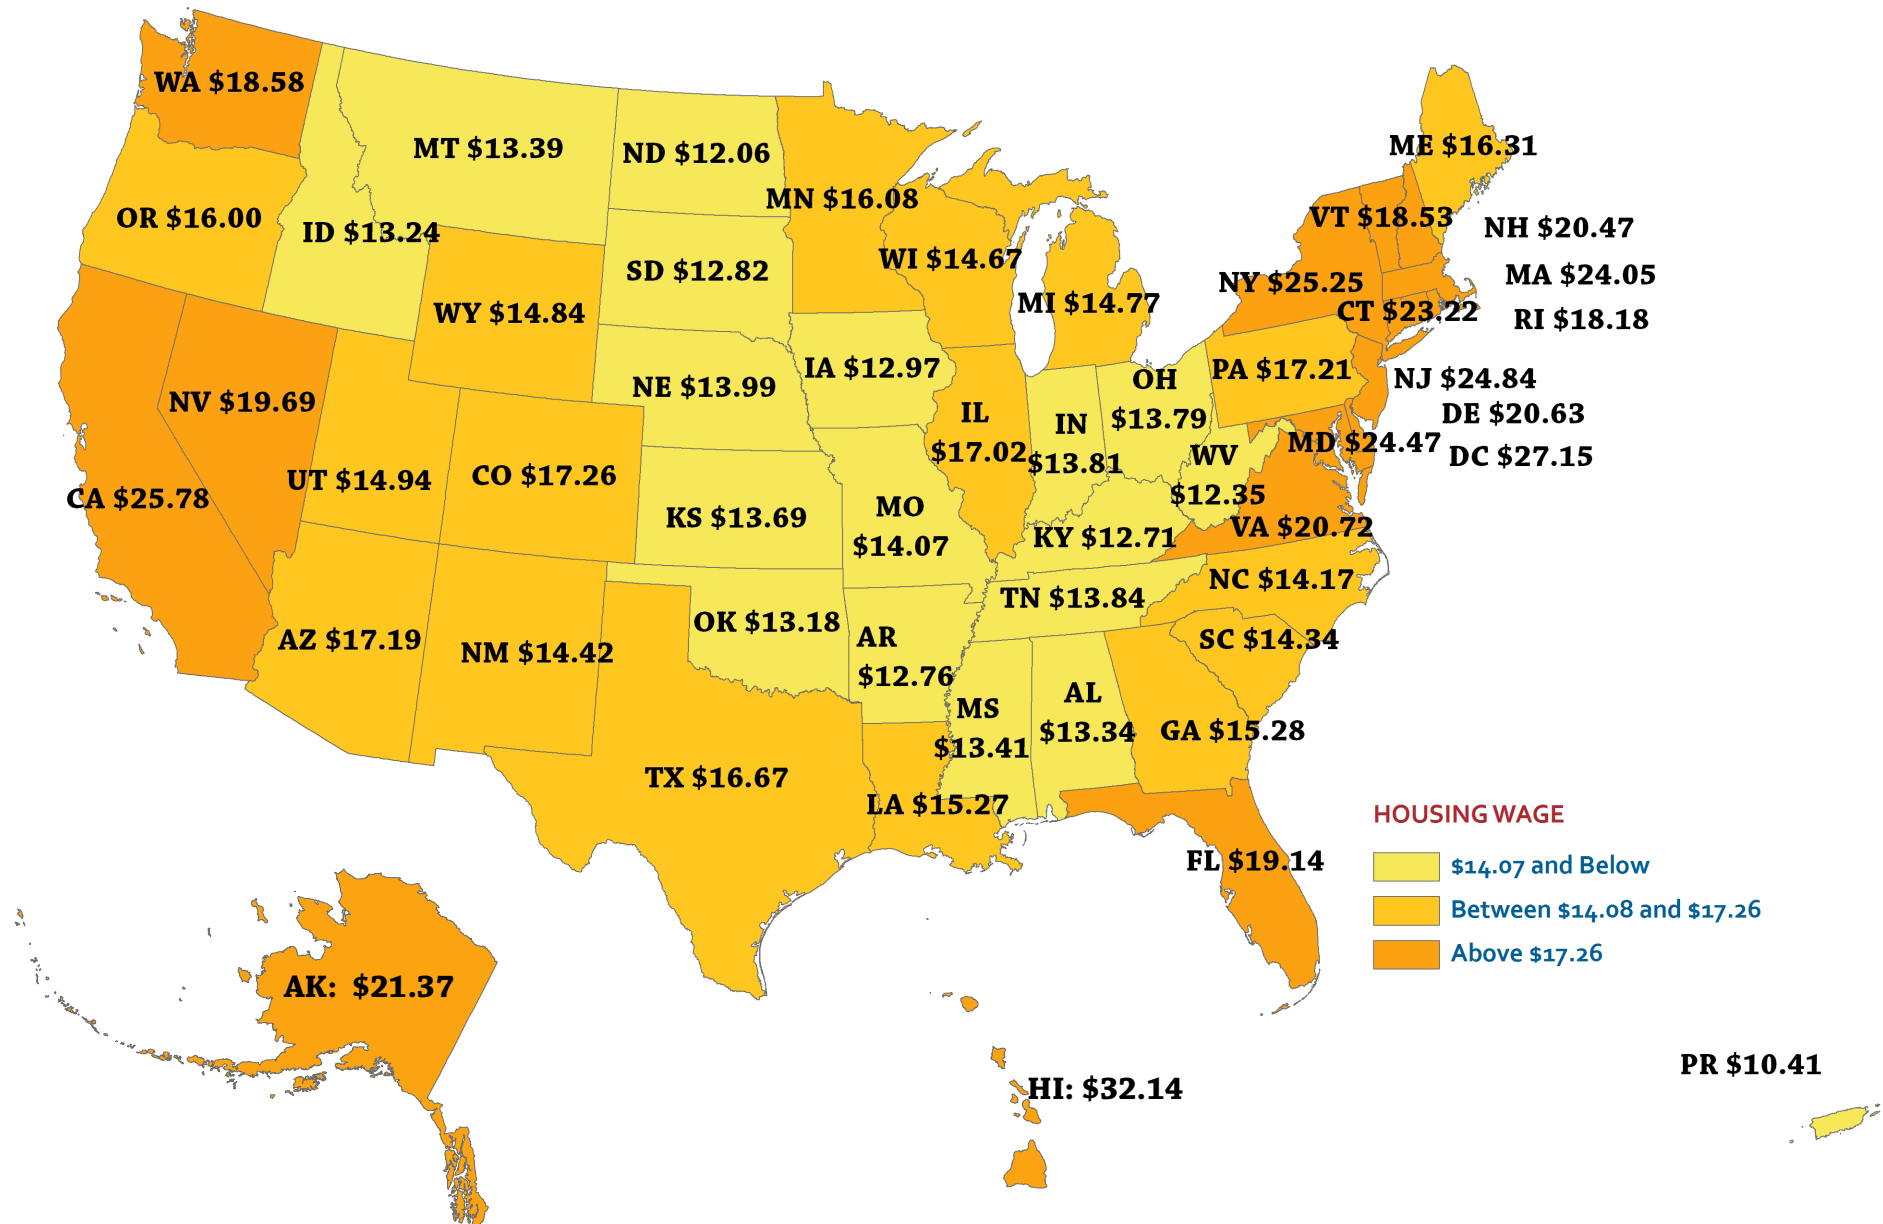 WA $18.58
MT $13.39
ND $12.06
ME $16.31
MN $16.08
OR $16.00
ID $13.24
VT $18.53
NH $20.47
SD $12.82
WI $14.67
MA $24.05
NY $25.25
MI $14.77
WY $14.84
CT $23.22
RI $18.18
IA $12.97
PA $17.21
OH
$13.79
NJ $24.84
NE $13.99
NV $19.69
IL
$17.02
IN
$13.81
DE $20.63
MD $24.47
WV
$12.35
DC $27.15
UT $14.94
CO $17.26
CA $25.78
KS $13.69
MO
$14.07
KY $12.71
VA $20.72
NC $14.17
TN $13.84
OK $13.18
AZ $17.19
NM $14.42
AR
$12.76
SC $14.34
MS
$13.41
AL
$13.34
GA $15.28
TX $16.67
LA $15.27
FL $19.14
HOUSING WAGE
$14.07 and Below
Between $14.08 and $17.26
Above $17.26
AK: $21.37
HI: $32.14
PR $10.41